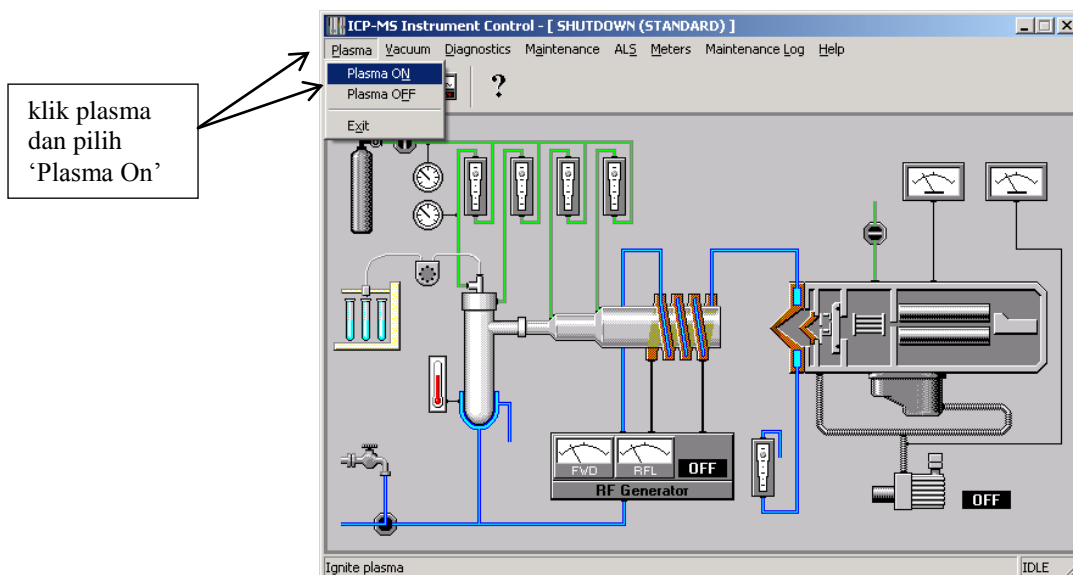 ICP-MS Instrument Control - [ SHUTDOWN (STANDARD) ]
Plasma Vacuum Diagnostics Maintenance ALS Meters Maintenance Log Help
Plasma ON
Plasma OFF
Exit
?
klik plasma
dan pilih
‘Plasma On’
FWD RFL OFF
RF Generator
OFF
Ignite plasma IDLE